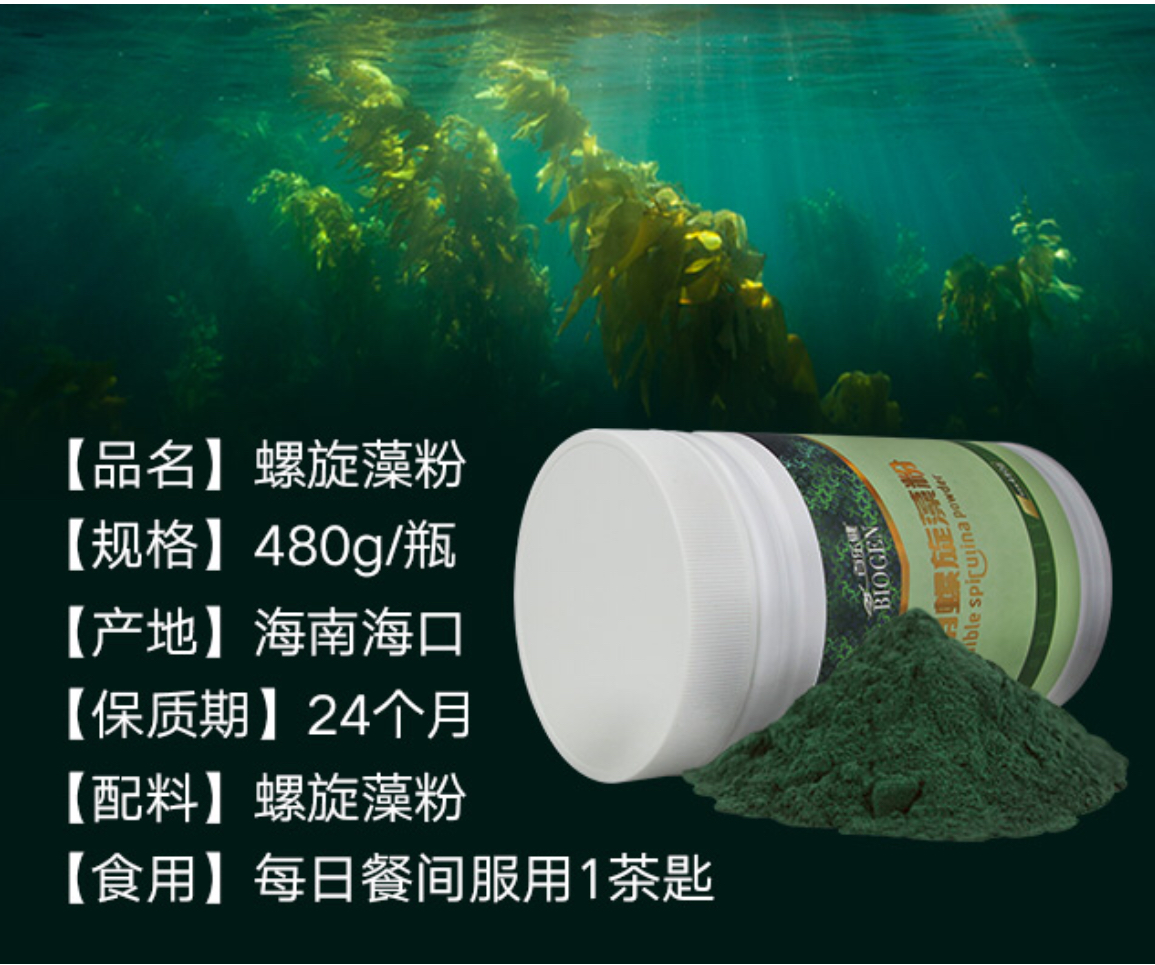 【品名】螺旋藻粉
【规格】480g/瓶
【产地】海南海口
【保质期】24个月
【配料】螺旋藻粉
【食用】每日餐间服用1茶匙
BIOGEN
螺旋藻粉
spirulina powder